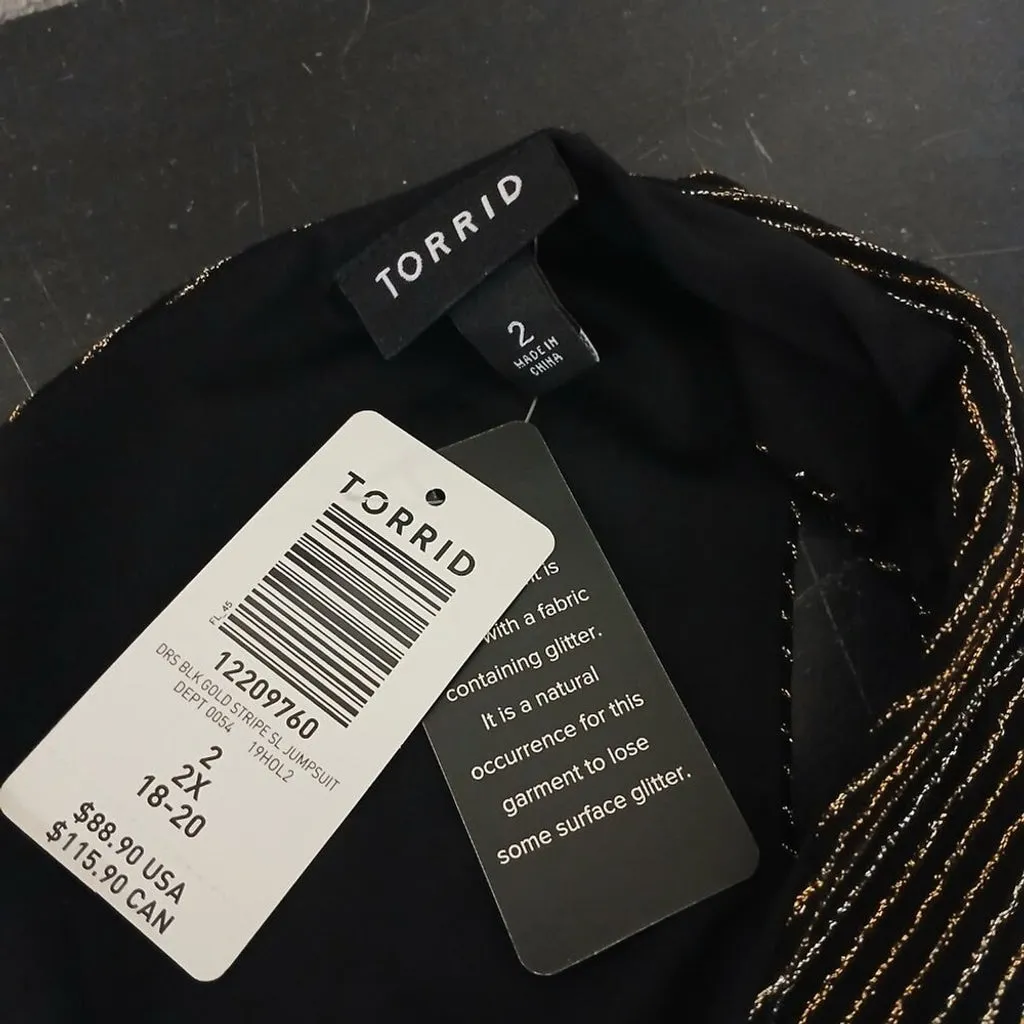 TORRID
2
MADE IN
CHINA
TORRID
FL_45
12209760
DRS BLK GOLD STRIPE SL JUMPSUIT
DEPT 0054 19HOL2
2
2X
18-20
$88.90 USA
$115.90 CAN
is
with a fabric
containing glitter.
It is a natural
occurrence for this
garment to lose
some surface glitter.